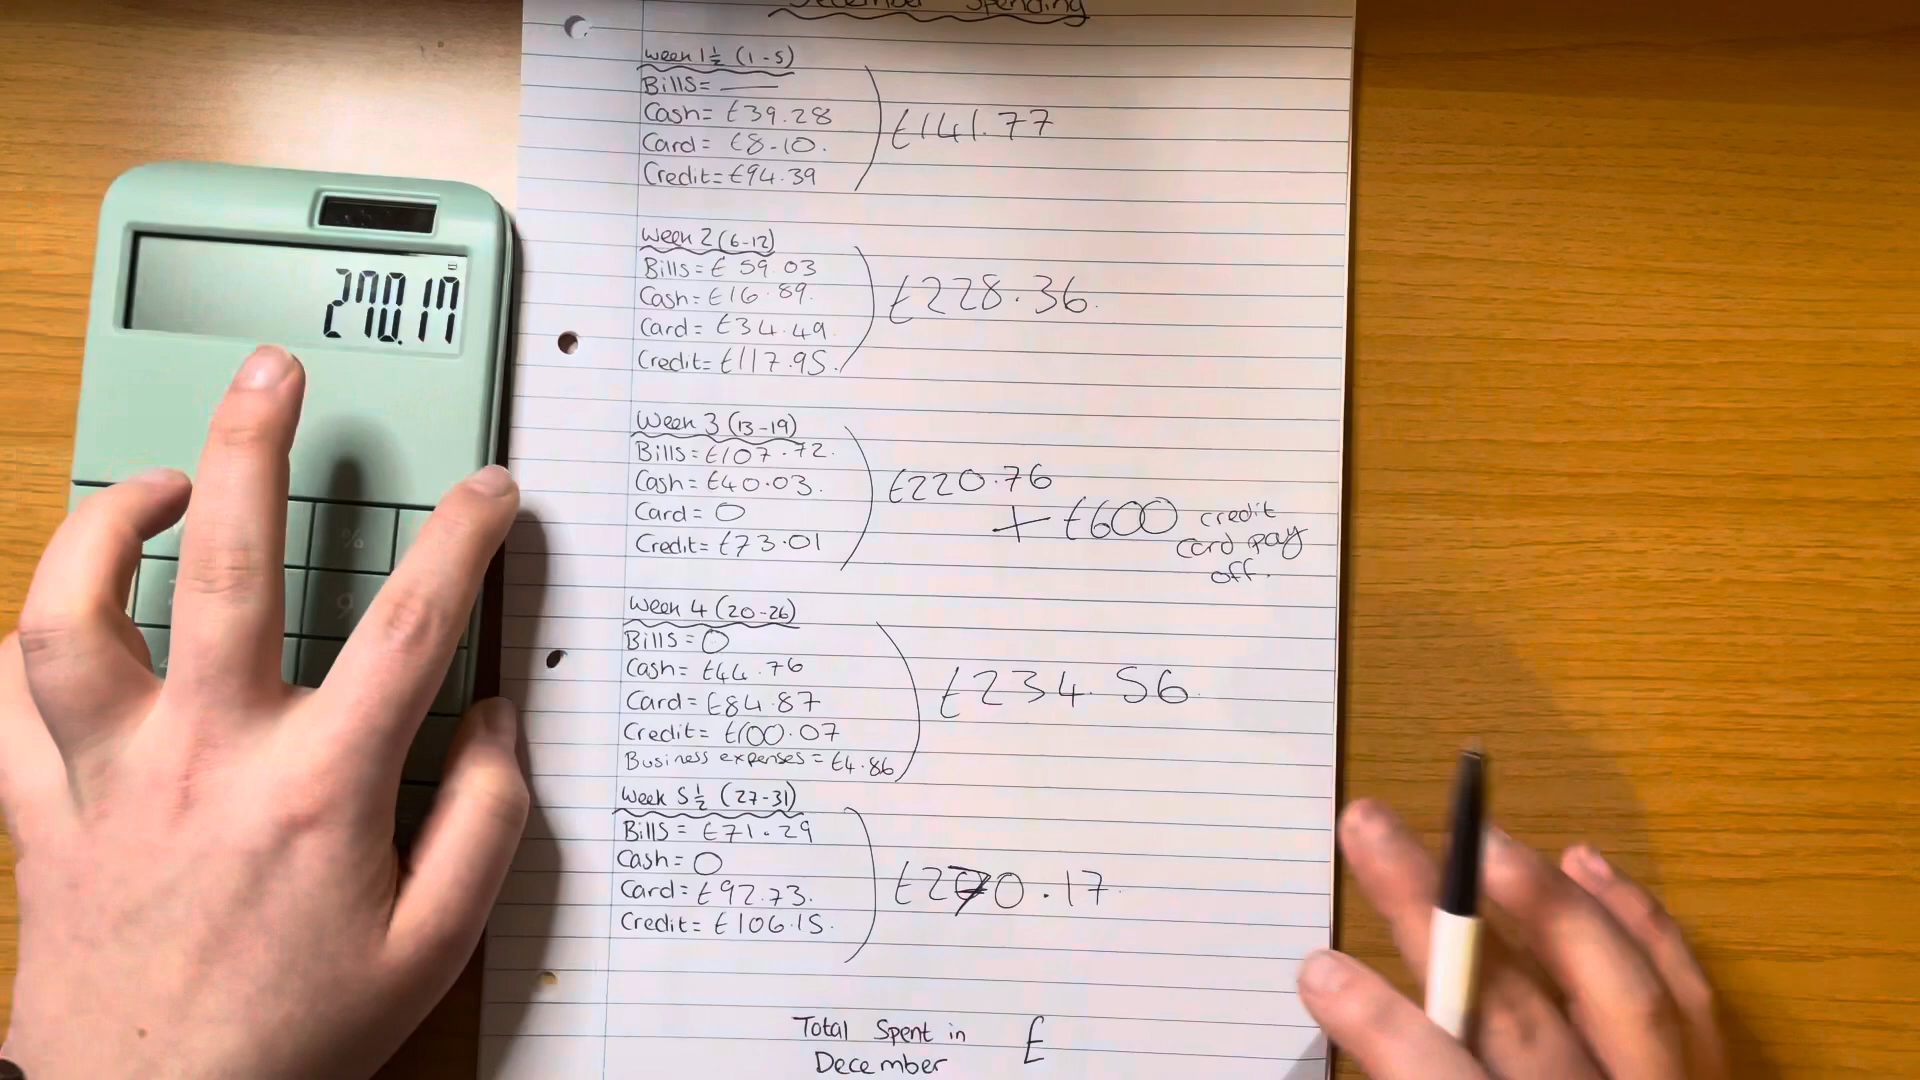 December Spending
Week 1½ (1-5)
Bills= —
Cash= £39.28
Card= £8-10.
Credit= £94.39
£141.77
Week 2 (6-12)
Bills= £59.03
Cash= £16.89.
Card= £34.49
Credit= £117.95.
£228.36.
Week 3 (13-19)
Bills= £107.72.
Cash= £40.03.
Card= 0
Credit= £73.01
£220.76
+ £600 credit
card pay
off.
Week 4 (20-26)
Bills = 0
Cash= £44.76
Card= £84.87
Credit= £100.07
Business expenses = £4.86
£234.56.
Week 5½ (27-31)
Bills = £71.29
Cash= 0
Card= £92.73.
Credit= £106.15.
£270.17
Total Spent in £
December
270.17
%
9